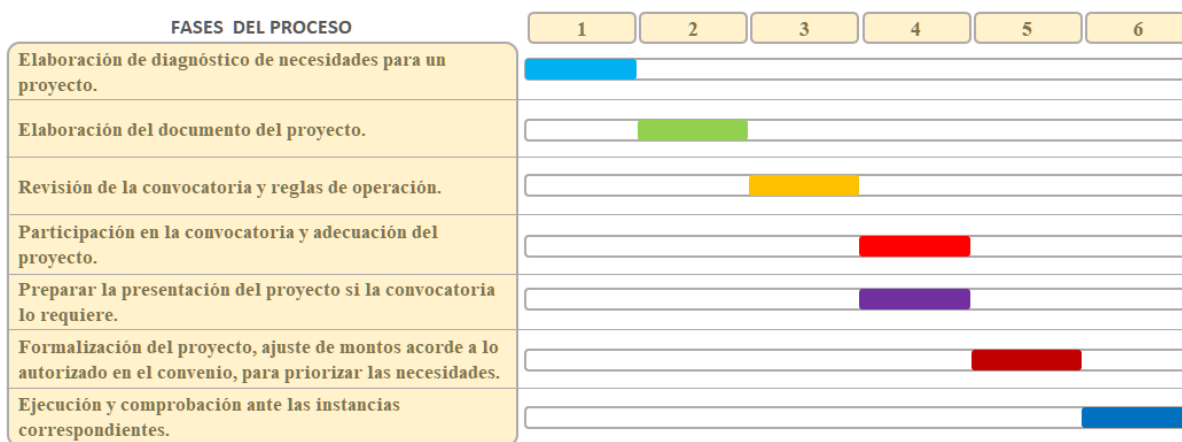 FASES DEL PROCESO
1 2 3 4 5 6
Elaboración de diagnóstico de necesidades para un
proyecto.
Elaboración del documento del proyecto.
Revisión de la convocatoria y reglas de operación.
Participación en la convocatoria y adecuación del
proyecto.
Preparar la presentación del proyecto si la convocatoria
lo requiere.
Formalización del proyecto, ajuste de montos acorde a lo
autorizado en el convenio, para priorizar las necesidades.
Ejecución y comprobación ante las instancias
correspondientes.